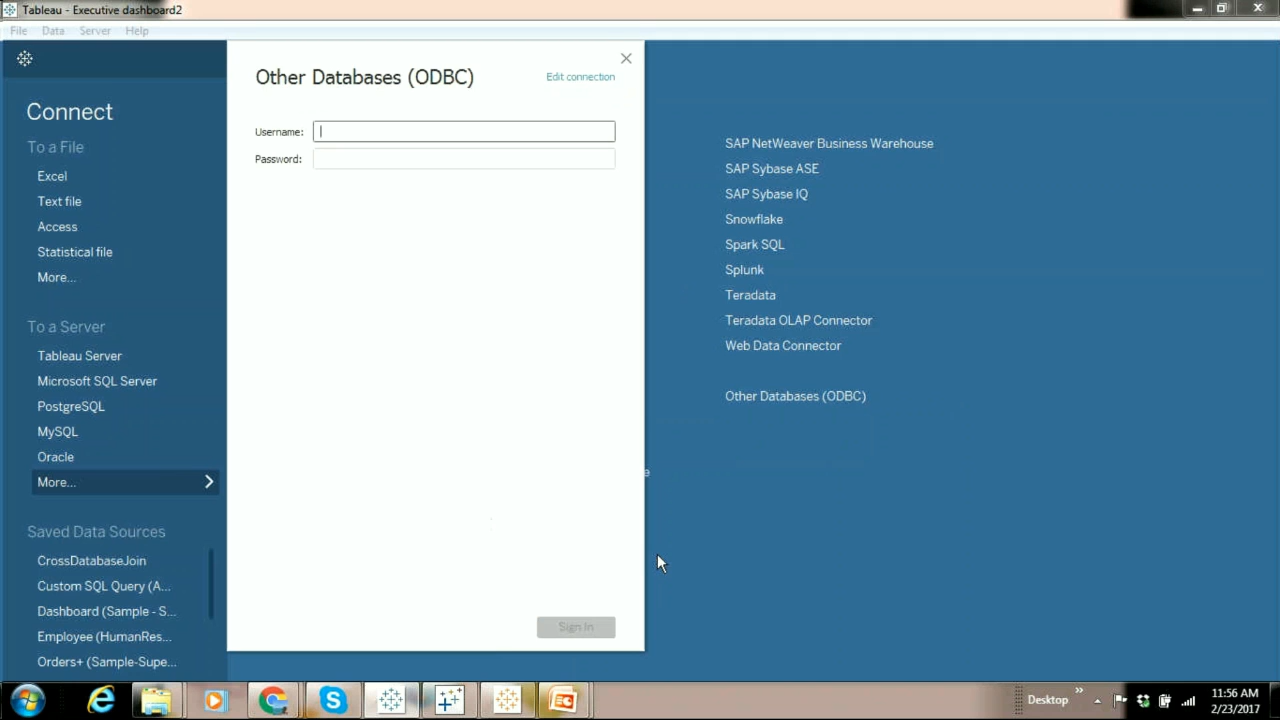 Tableau - Executive dashboard2
File Data Server Help
Connect
To a File
Excel
Text file
Access
Statistical file
More...
To a Server
Tableau Server
Microsoft SQL Server
PostgreSQL
MySQL
Oracle
More...
Saved Data Sources
CrossDatabaseJoin
Custom SQL Query (A...
Dashboard (Sample - S...
Employee (HumanRes...
Orders+ (Sample-Supe...
Other Databases (ODBC)
Edit connection
Username:
Password:
Sign In
SAP NetWeaver Business Warehouse
SAP Sybase ASE
SAP Sybase IQ
Snowflake
Spark SQL
Splunk
Teradata
Teradata OLAP Connector
Web Data Connector
Other Databases (ODBC)
e
Desktop
11:56 AM
2/23/2017